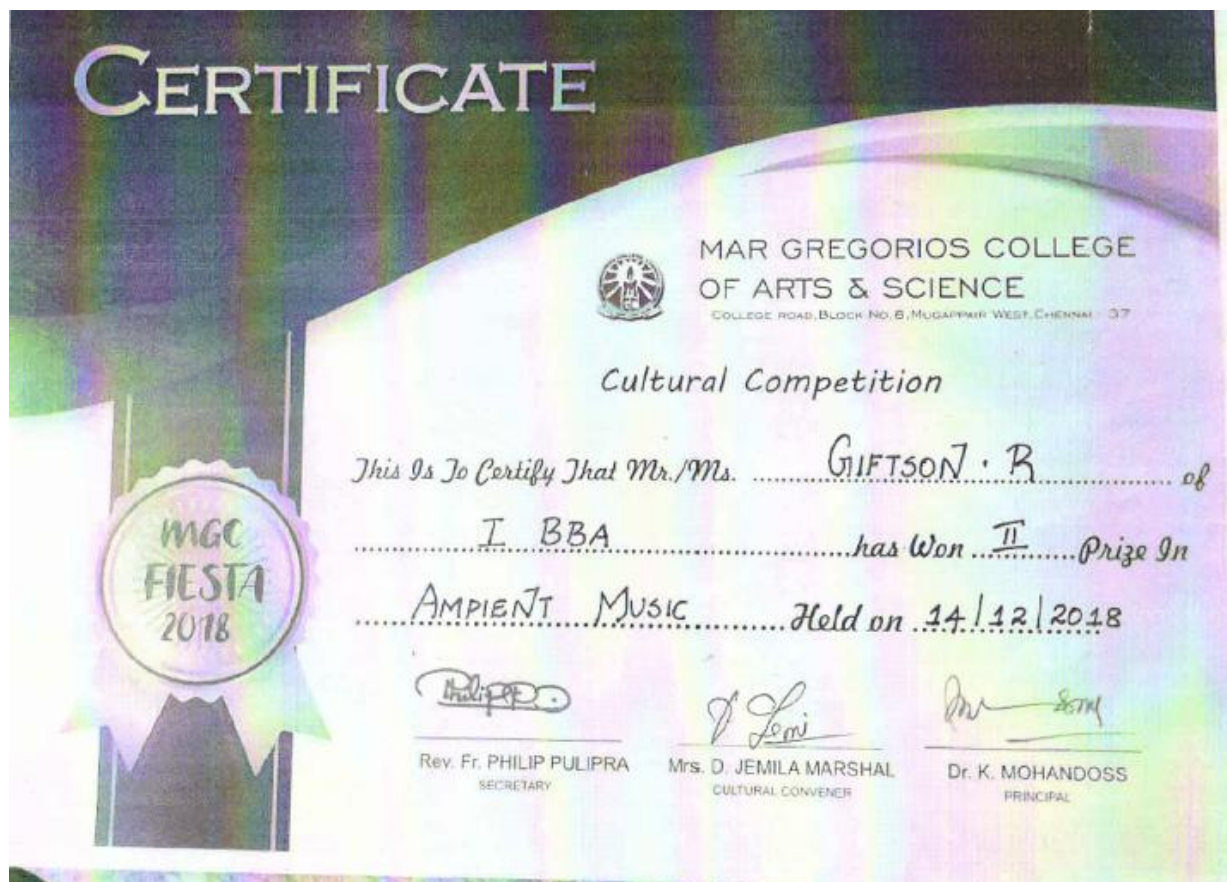 CERTIFICATE
MAR GREGORIOS COLLEGE
OF ARTS & SCIENCE
COLLEGE ROAD, BLOCK NO. 8, MUGAPPAIR WEST, CHENNAI - 37
Cultural Competition
This Is To Certify That Mr./Ms. GIFTSON . R of
I BBA has Won II Prize In
AMPIENT MUSIC Held on 14/12/2018
MGC
FIESTA
2018
Rev. Fr. PHILIP PULIPRA
SECRETARY
Mrs. D. JEMILA MARSHAL
CULTURAL CONVENER
Dr. K. MOHANDOSS
PRINCIPAL